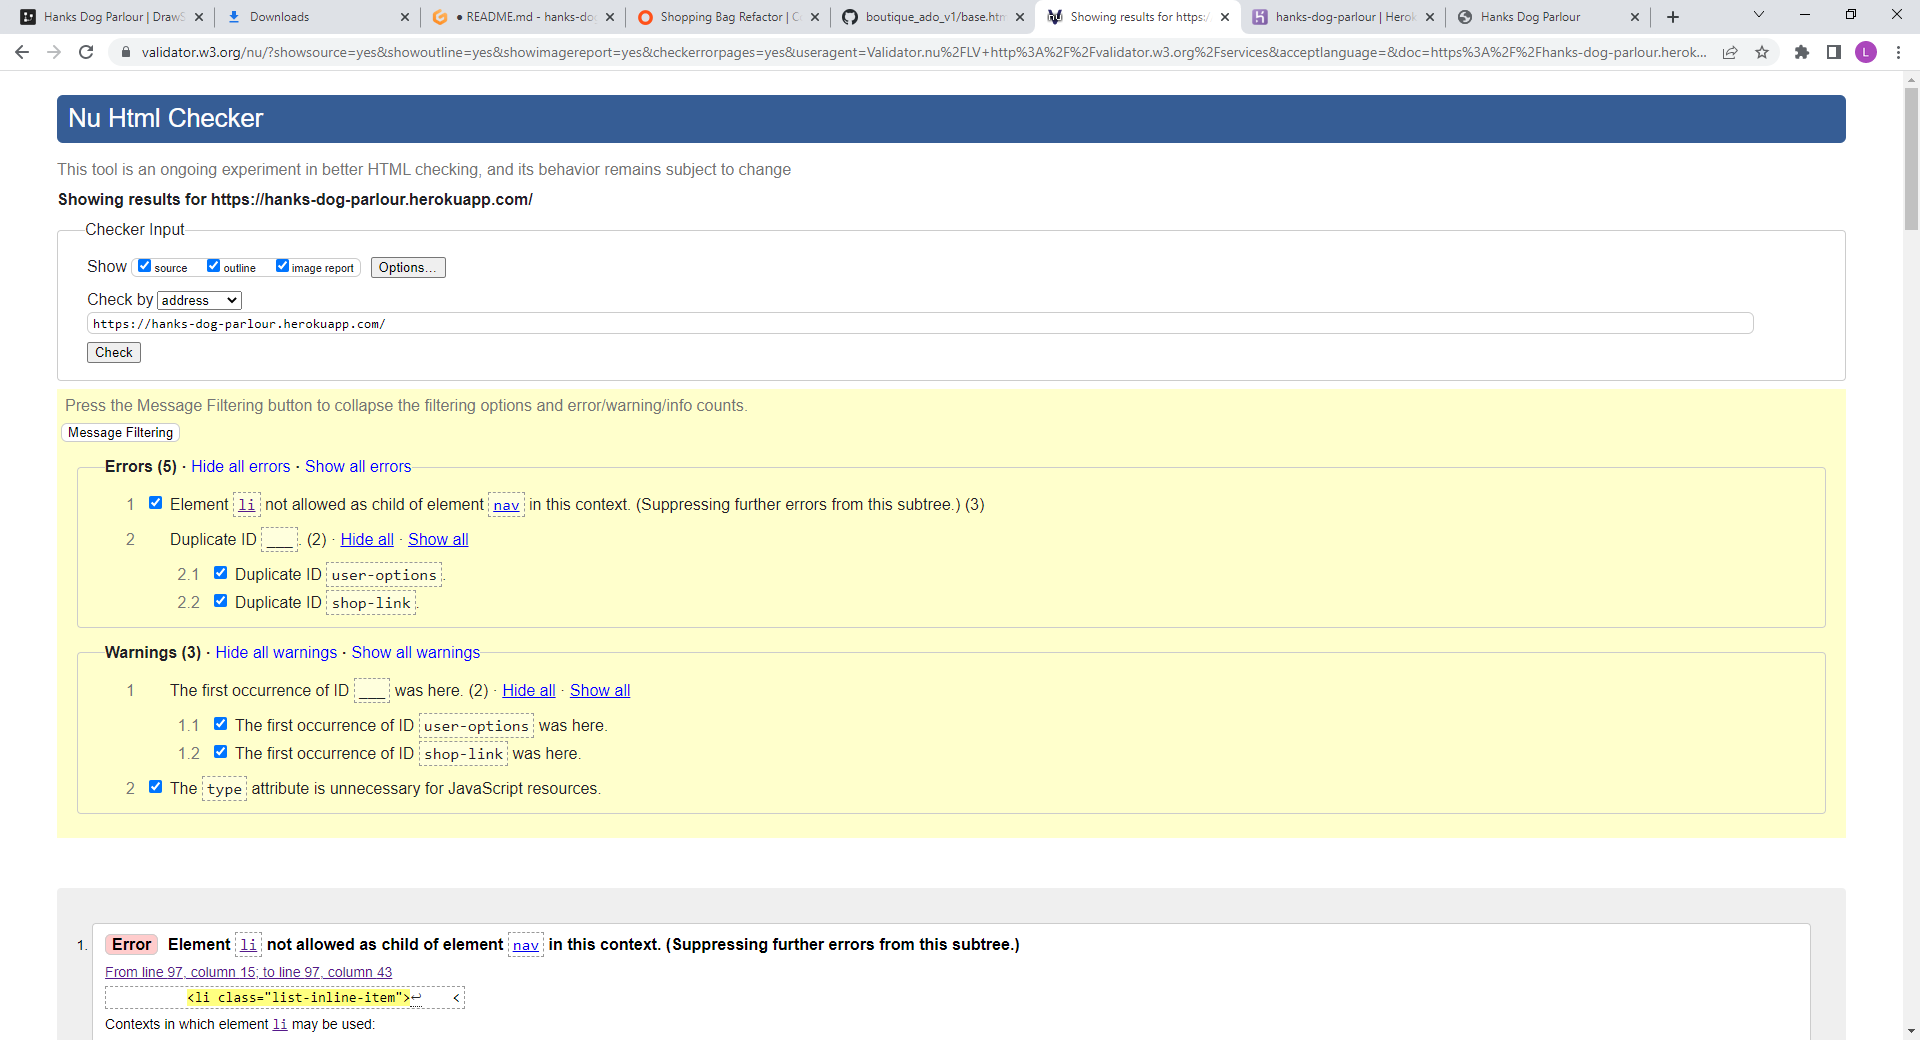 Hanks Dog Parlour | DrawS
Downloads
● README.md - hanks-do
Shopping Bag Refactor | C
boutique_ado_v1/base.htm
Showing results for https:/
hanks-dog-parlour | Herok
Hanks Dog Parlour
validator.w3.org/nu/?showsource=yes&showoutline=yes&showimagereport=yes&checkerrorpages=yes&useragent=Validator.nu%2FLV+http%3A%2F%2Fvalidator.w3.org%2Fservices&acceptlanguage=&doc=https%3A%2F%2Fhanks-dog-parlour.herok...
L
Nu Html Checker
This tool is an ongoing experiment in better HTML checking, and its behavior remains subject to change
Showing results for https://hanks-dog-parlour.herokuapp.com/
Checker Input
Show source outline image report Options...
Check by address
https://hanks-dog-parlour.herokuapp.com/
Check
Press the Message Filtering button to collapse the filtering options and error/warning/info counts.
Message Filtering
Errors (5) · Hide all errors · Show all errors
1 Element li not allowed as child of element nav in this context. (Suppressing further errors from this subtree.) (3)
2 Duplicate ID ___. (2) · Hide all · Show all
2.1 Duplicate ID user-options.
2.2 Duplicate ID shop-link.
Warnings (3) · Hide all warnings · Show all warnings
1 The first occurrence of ID ___ was here. (2) · Hide all · Show all
1.1 The first occurrence of ID user-options was here.
1.2 The first occurrence of ID shop-link was here.
2 The type attribute is unnecessary for JavaScript resources.
1. Error Element li not allowed as child of element nav in this context. (Suppressing further errors from this subtree.)
From line 97, column 15; to line 97, column 43
<li class="list-inline-item">↩ <
Contexts in which element li may be used: